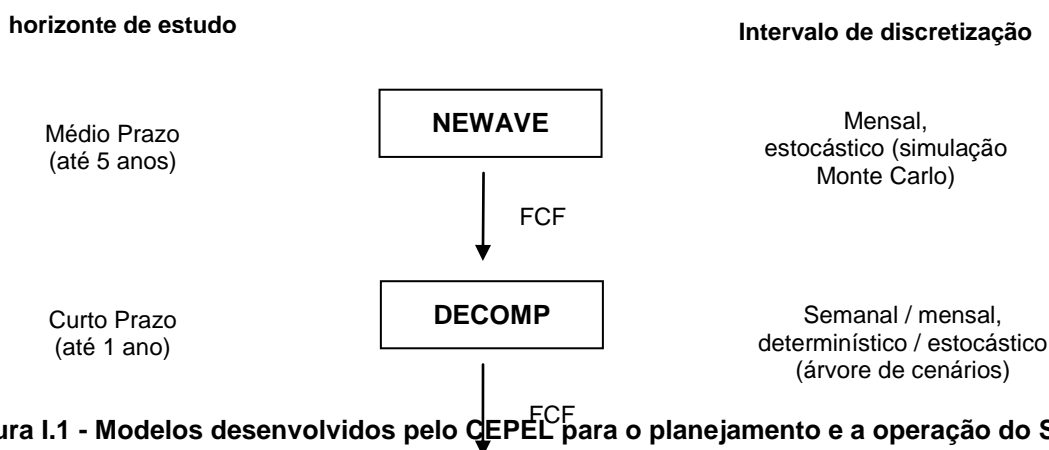 horizonte de estudo
Intervalo de discretização
Médio Prazo
(até 5 anos)
NEWAVE
Mensal,
estocástico (simulação
Monte Carlo)
FCF
Curto Prazo
(até 1 ano)
DECOMP
Semanal / mensal,
determinístico / estocástico
(árvore de cenários)
FCF
ura I.1 - Modelos desenvolvidos pelo CEPEL para o planejamento e a operação do S